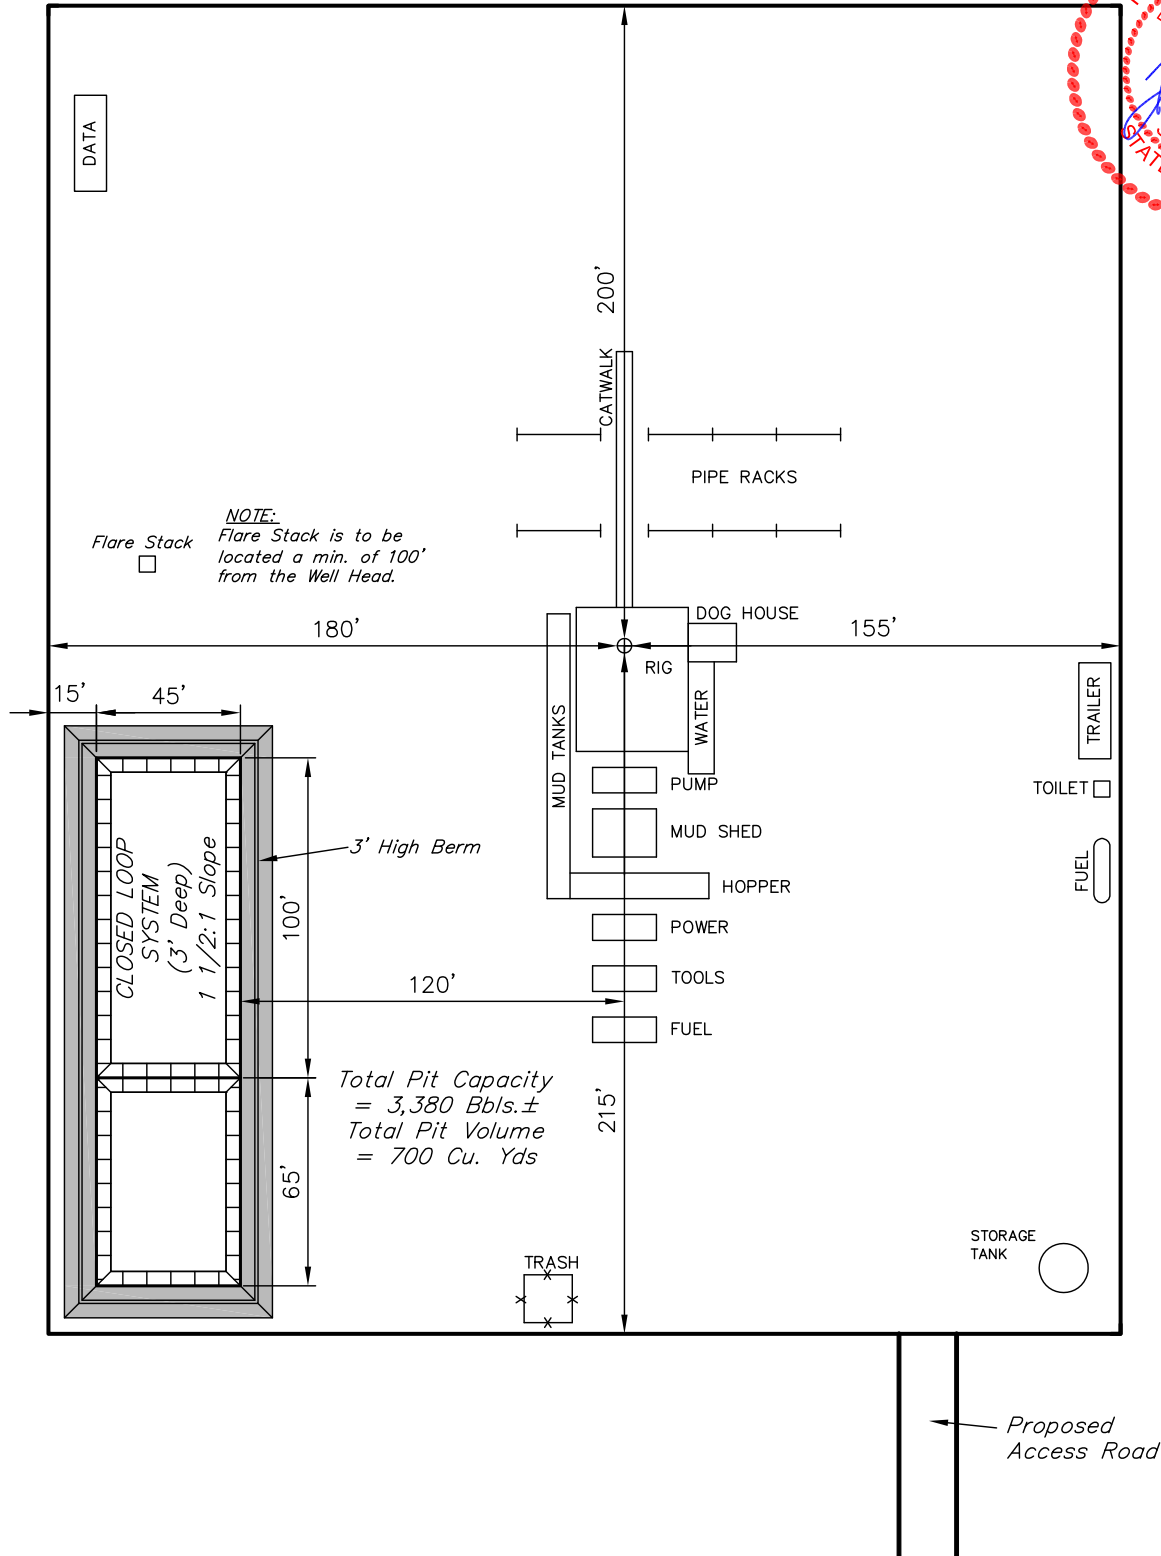 DATA
200'
CATWALK
PIPE RACKS
NOTE:
Flare Stack is to be
located a min. of 100'
from the Well Head.
Flare Stack
180'
DOG HOUSE
155'
RIG
15'
45'
MUD TANKS
WATER
TRAILER
PUMP
TOILET
MUD SHED
3' High Berm
CLOSED LOOP
SYSTEM
(3' Deep)
1 1/2:1 Slope
100'
FUEL
HOPPER
POWER
120'
TOOLS
FUEL
Total Pit Capacity
= 3,380 Bbls.±
Total Pit Volume
= 700 Cu. Yds
215'
65'
STORAGE
TANK
TRASH
Proposed
Access Road
STATE